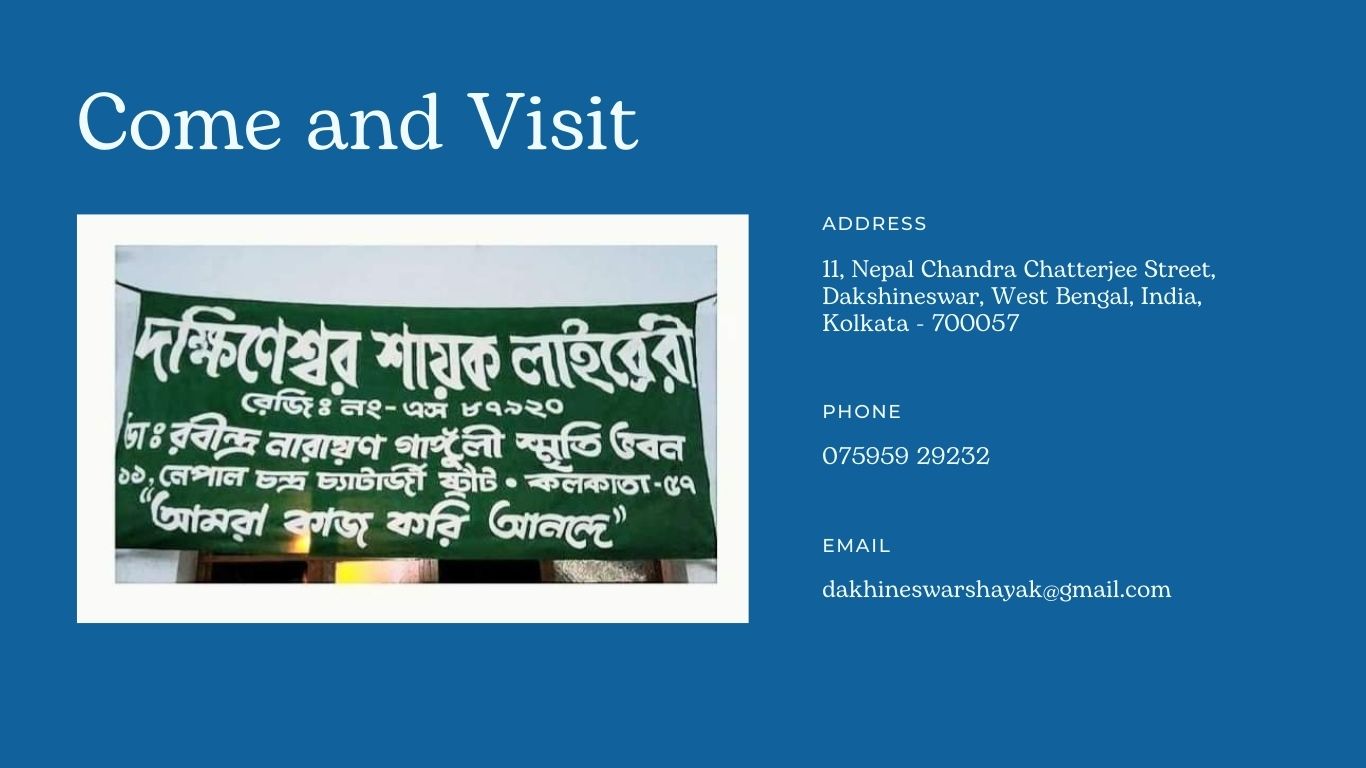 Come and Visit
দক্ষিণেশ্বর শায়ক লাইব্রেরী
রেজিঃ নং-এস ৮৭৯২০
ডাঃ রবীন্দ্র নারায়ণ গাঙ্গুলী স্মৃতি ভবন
১১, নেপাল চন্দ্র চ্যাটার্জী ষ্ট্রীট • কলকাতা-৫৭
“আমরা কাজ করি আনন্দে”
ADDRESS
11, Nepal Chandra Chatterjee Street,
Dakshineswar, West Bengal, India,
Kolkata - 700057
PHONE
075959 29232
EMAIL
dakhineswarshayak@gmail.com